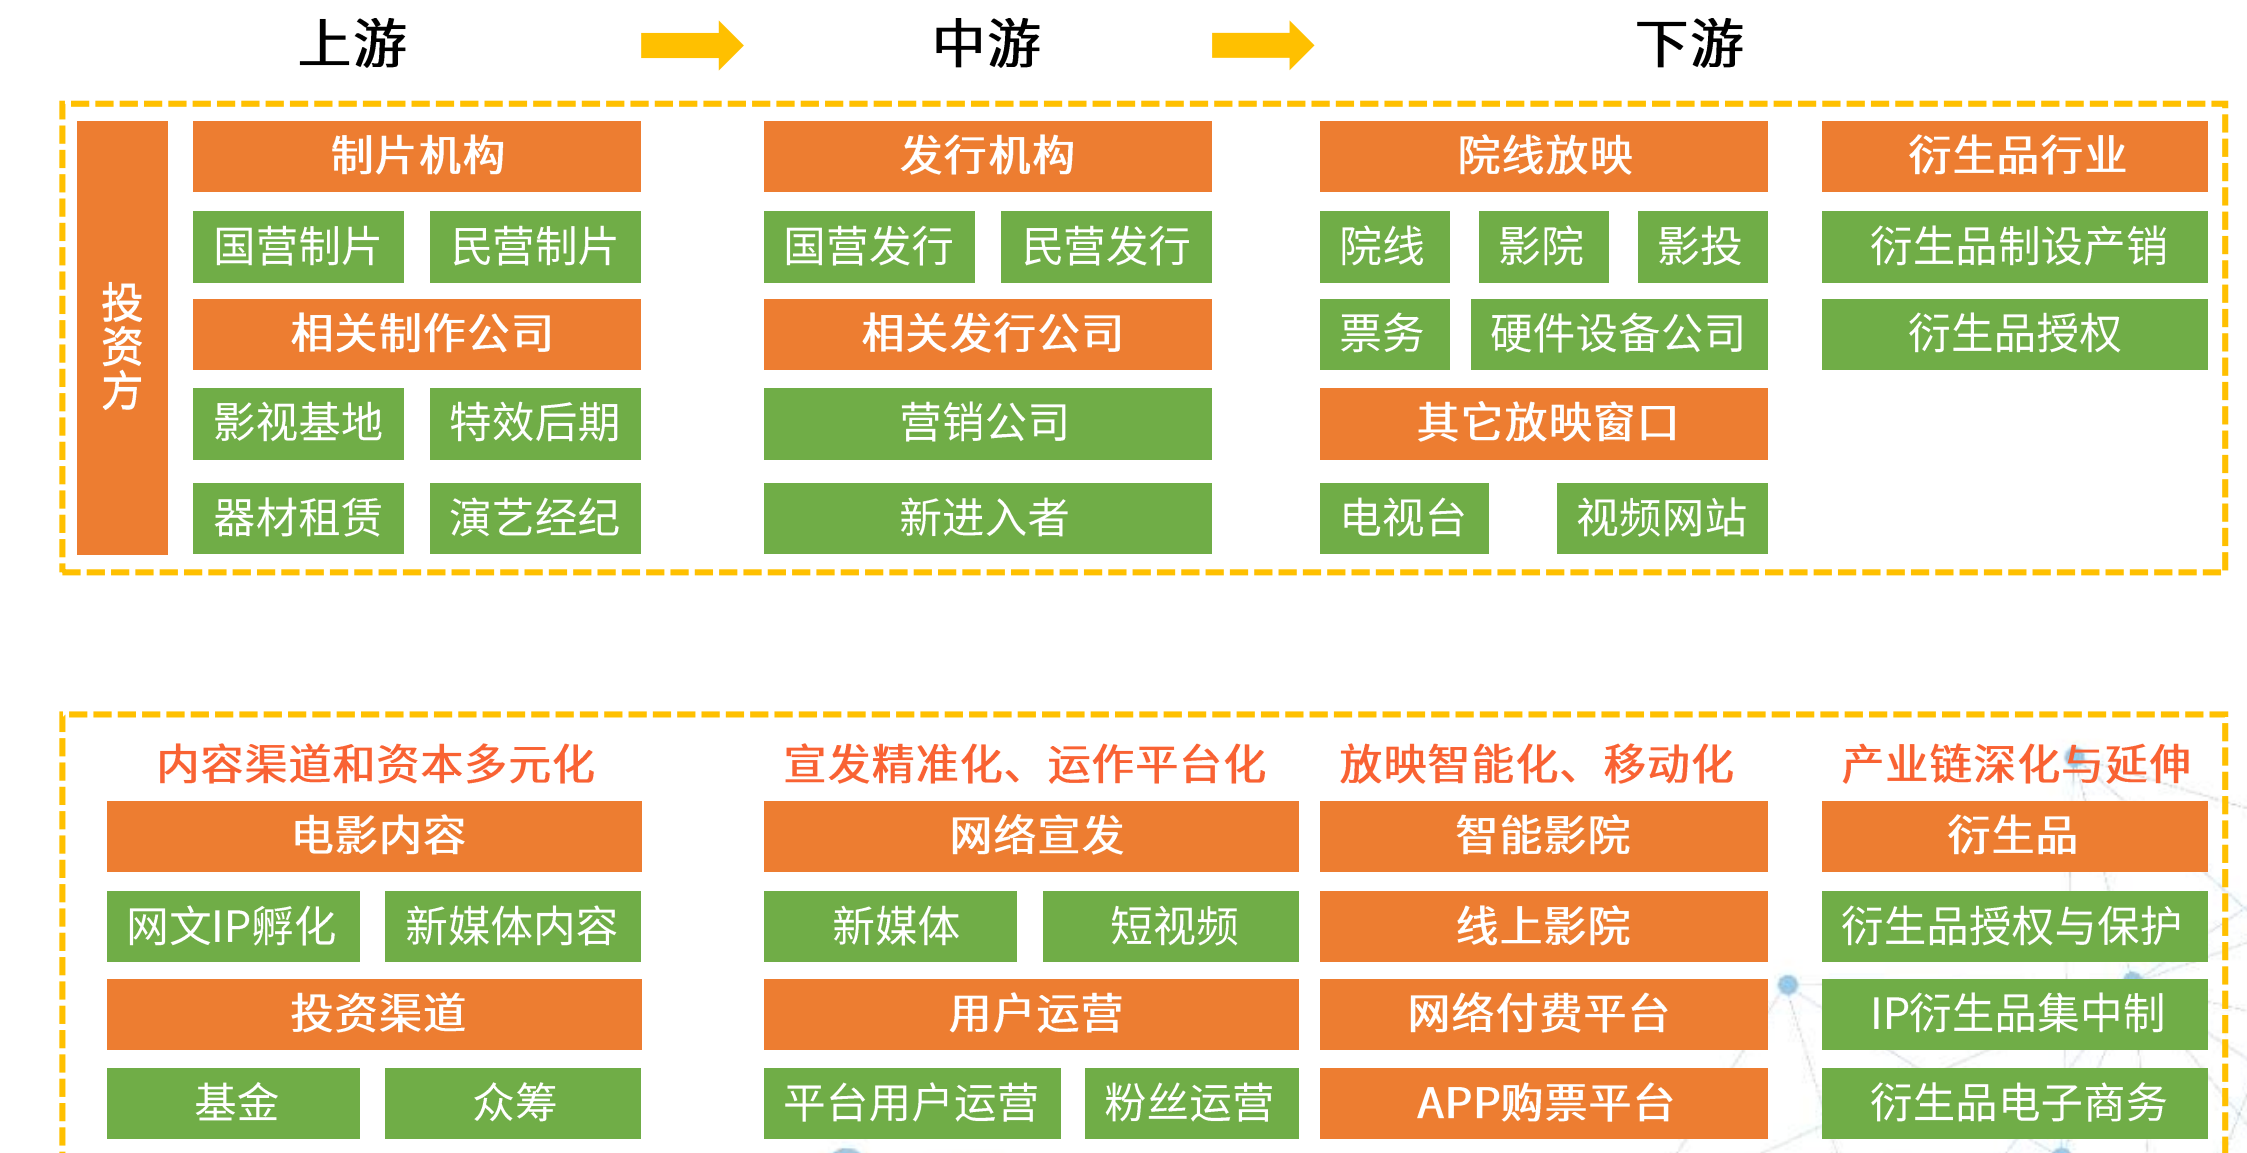 上游
中游
下游
投资方
制片机构
发行机构
院线放映
衍生品行业
国营制片
民营制片
国营发行
民营发行
院线
影院
影投
衍生品制设产销
相关制作公司
相关发行公司
票务
硬件设备公司
衍生品授权
影视基地
特效后期
营销公司
其它放映窗口
器材租赁
演艺经纪
新进入者
电视台
视频网站
内容渠道和资本多元化
宣发精准化、运作平台化
放映智能化、移动化
产业链深化与延伸
电影内容
网络宣发
智能影院
衍生品
网文IP孵化
新媒体内容
新媒体
短视频
线上影院
衍生品授权与保护
投资渠道
用户运营
网络付费平台
IP衍生品集中制
基金
众筹
平台用户运营
粉丝运营
APP购票平台
衍生品电子商务